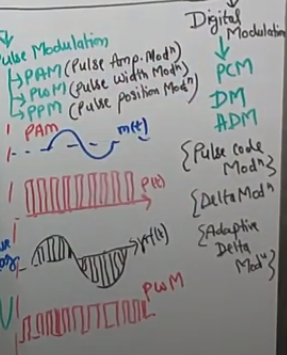 Pulse Modulation
→PAM (Pulse Amp. Modⁿ)
→PWM (Pulse width Modⁿ)
→PPM (Pulse position Modⁿ)
PAM
m(t)
P(t)
PWM
Digital
Modulation
PCM
DM
ADM
{Pulse code
Modⁿ}
{Delta Modⁿ}
{Adaptive
Delta
Modⁿ}